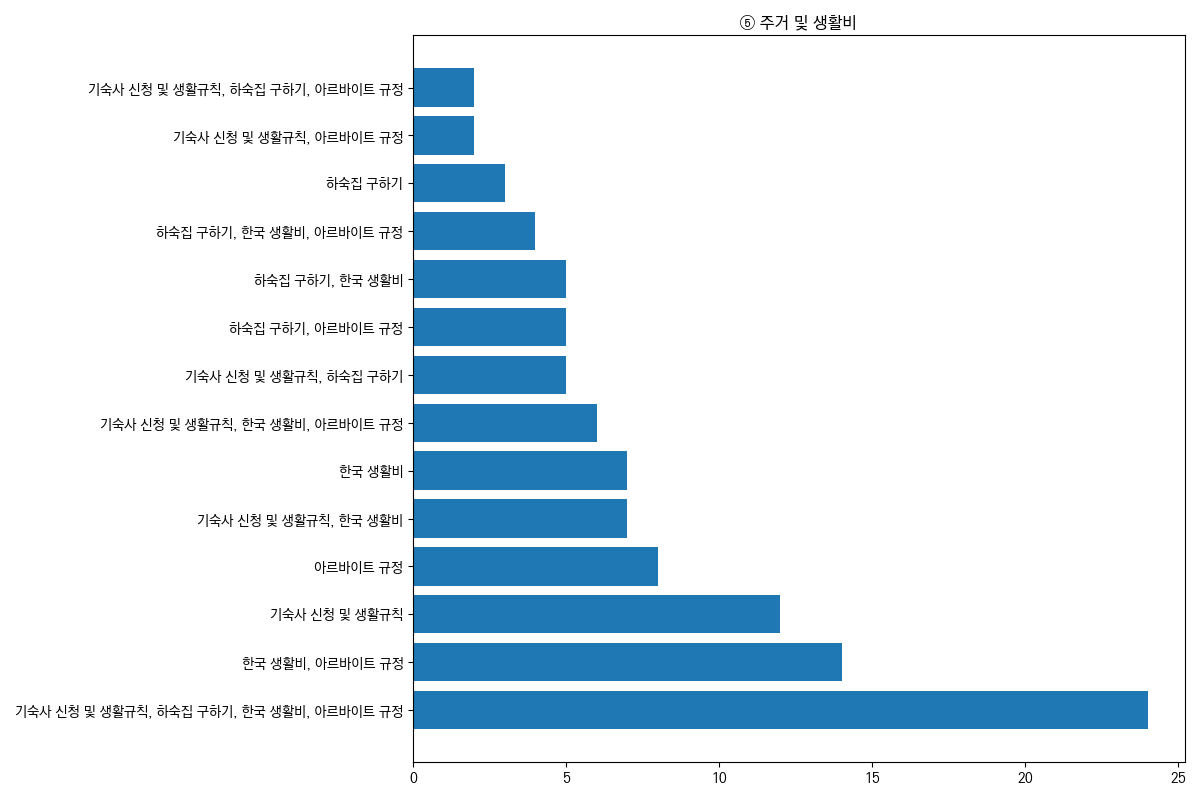 ⑤ 주거 및 생활비
기숙사 신청 및 생활규칙, 하숙집 구하기, 아르바이트 규정
기숙사 신청 및 생활규칙, 아르바이트 규정
하숙집 구하기
하숙집 구하기, 한국 생활비, 아르바이트 규정
하숙집 구하기, 한국 생활비
하숙집 구하기, 아르바이트 규정
기숙사 신청 및 생활규칙, 하숙집 구하기
기숙사 신청 및 생활규칙, 한국 생활비, 아르바이트 규정
한국 생활비
기숙사 신청 및 생활규칙, 한국 생활비
아르바이트 규정
기숙사 신청 및 생활규칙
한국 생활비, 아르바이트 규정
기숙사 신청 및 생활규칙, 하숙집 구하기, 한국 생활비, 아르바이트 규정
0 5 10 15 20 25